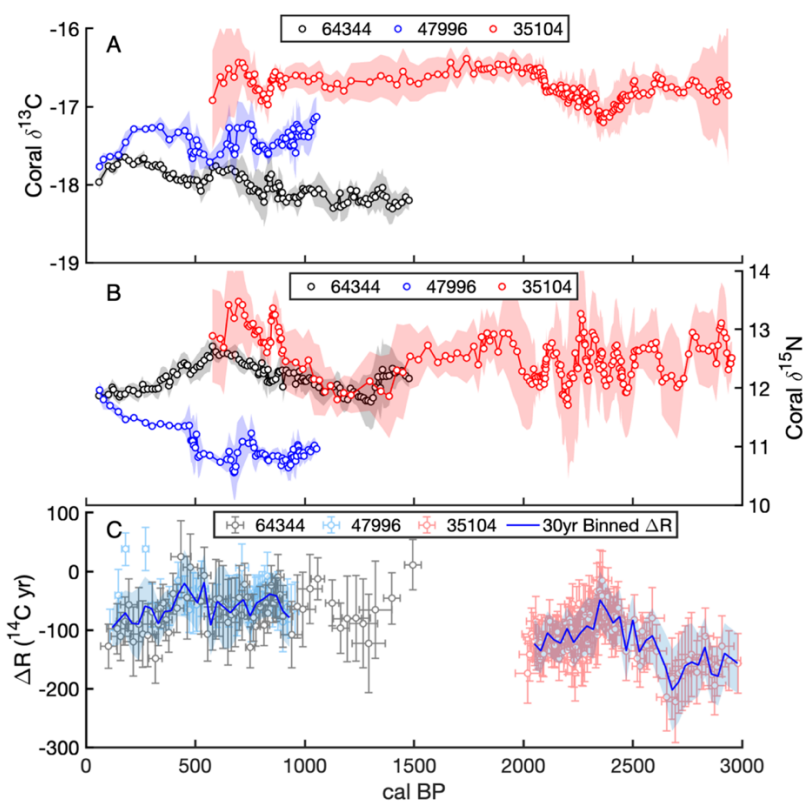 A
64344 47996 35104
-16
-17
-18
-19
Coral δ13C
B
64344 47996 35104
14
13
12
11
10
Coral δ15N
C
64344 47996 35104 30yr Binned ΔR
100
0
-100
-200
-300
ΔR (14C yr)
0 500 1000 1500 2000 2500 3000
cal BP